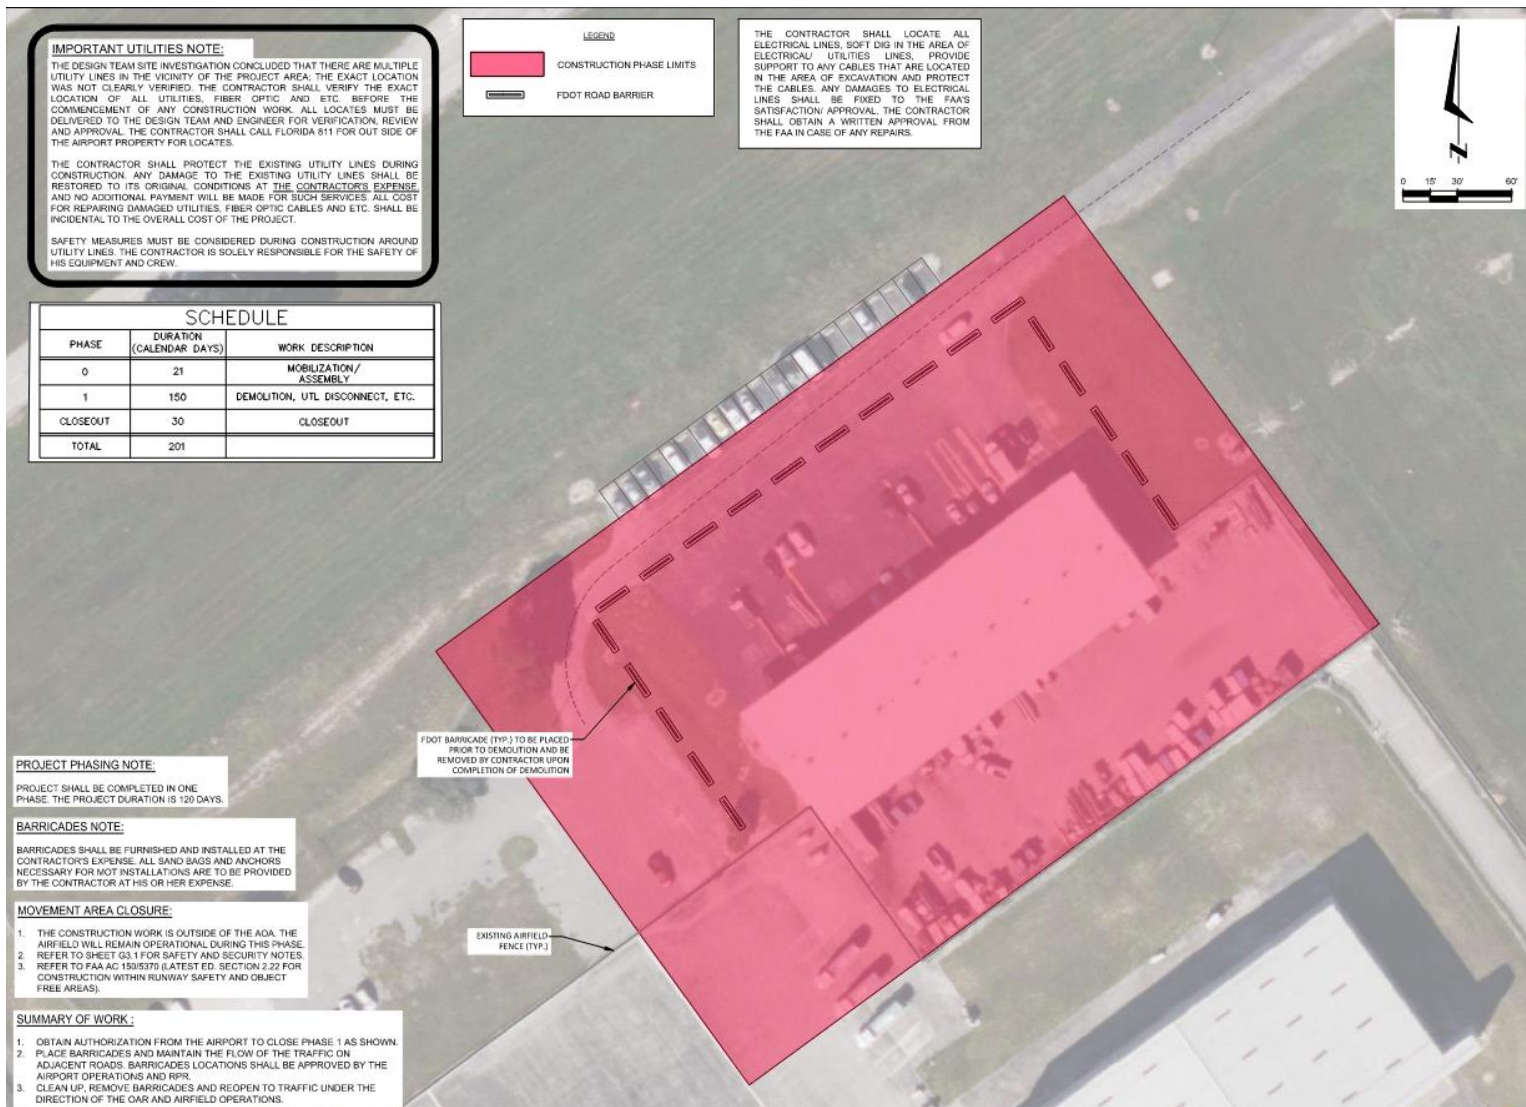 IMPORTANT UTILITIES NOTE:
THE DESIGN TEAM SITE INVESTIGATION CONCLUDED THAT THERE ARE MULTIPLE
UTILITY LINES IN THE VICINITY OF THE PROJECT AREA; THE EXACT LOCATION
WAS NOT CLEARLY VERIFIED. THE CONTRACTOR SHALL VERIFY THE EXACT
LOCATION OF ALL UTILITIES, FIBER OPTIC AND ETC. BEFORE THE
COMMENCEMENT OF ANY CONSTRUCTION WORK. ALL LOCATES MUST BE
DELIVERED TO THE DESIGN TEAM AND ENGINEER FOR VERIFICATION, REVIEW
AND APPROVAL. THE CONTRACTOR SHALL CALL FLORIDA 811 FOR OUT SIDE OF
THE AIRPORT PROPERTY FOR LOCATES.
THE CONTRACTOR SHALL PROTECT THE EXISTING UTILITY LINES DURING
CONSTRUCTION. ANY DAMAGE TO THE EXISTING UTILITY LINES SHALL BE
RESTORED TO ITS ORIGINAL CONDITIONS AT THE CONTRACTOR'S EXPENSE.
AND NO ADDITIONAL PAYMENT WILL BE MADE FOR SUCH SERVICES. ALL COST
FOR REPAIRING DAMAGED UTILITIES, FIBER OPTIC CABLES AND ETC. SHALL BE
INCIDENTAL TO THE OVERALL COST OF THE PROJECT.
SAFETY MEASURES MUST BE CONSIDERED DURING CONSTRUCTION AROUND
UTILITY LINES. THE CONTRACTOR IS SOLELY RESPONSIBLE FOR THE SAFETY OF
HIS EQUIPMENT AND CREW.
LEGEND
CONSTRUCTION PHASE LIMITS
FDOT ROAD BARRIER
THE CONTRACTOR SHALL LOCATE ALL
ELECTRICAL LINES, SOFT DIG IN THE AREA OF
ELECTRICAL/ UTILITIES LINES, PROVIDE
SUPPORT TO ANY CABLES THAT ARE LOCATED
IN THE AREA OF EXCAVATION AND PROTECT
THE CABLES. ANY DAMAGES TO ELECTRICAL
LINES SHALL BE FIXED TO THE FAA'S
SATISFACTION/ APPROVAL. THE CONTRACTOR
SHALL OBTAIN A WRITTEN APPROVAL FROM
THE FAA IN CASE OF ANY REPAIRS.
N
0 15' 30' 60'
SCHEDULE
PHASE DURATION (CALENDAR DAYS) WORK DESCRIPTION
0 21 MOBILIZATION/ ASSEMBLY
1 150 DEMOLITION, UTL DISCONNECT, ETC.
CLOSEOUT 30 CLOSEOUT
TOTAL 201
FDOT BARRICADE (TYP.) TO BE PLACED
PRIOR TO DEMOLITION AND BE
REMOVED BY CONTRACTOR UPON
COMPLETION OF DEMOLITION
EXISTING AIRFIELD
FENCE (TYP.)
PROJECT PHASING NOTE:
PROJECT SHALL BE COMPLETED IN ONE
PHASE. THE PROJECT DURATION IS 120 DAYS.
BARRICADES NOTE:
BARRICADES SHALL BE FURNISHED AND INSTALLED AT THE
CONTRACTOR'S EXPENSE. ALL SAND BAGS AND ANCHORS
NECESSARY FOR MOT INSTALLATIONS ARE TO BE PROVIDED
BY THE CONTRACTOR AT HIS OR HER EXPENSE.
MOVEMENT AREA CLOSURE:
1. THE CONSTRUCTION WORK IS OUTSIDE OF THE AOA. THE
AIRFIELD WILL REMAIN OPERATIONAL DURING THIS PHASE.
2. REFER TO SHEET G3.1 FOR SAFETY AND SECURITY NOTES.
3. REFER TO FAA AC 150/5370 (LATEST ED. SECTION 2.22 FOR
CONSTRUCTION WITHIN RUNWAY SAFETY AND OBJECT
FREE AREAS).
SUMMARY OF WORK :
1. OBTAIN AUTHORIZATION FROM THE AIRPORT TO CLOSE PHASE 1 AS SHOWN.
2. PLACE BARRICADES AND MAINTAIN THE FLOW OF THE TRAFFIC ON
ADJACENT ROADS. BARRICADES LOCATIONS SHALL BE APPROVED BY THE
AIRPORT OPERATIONS AND RPR.
3. CLEAN UP, REMOVE BARRICADES AND REOPEN TO TRAFFIC UNDER THE
DIRECTION OF THE OAR AND AIRFIELD OPERATIONS.